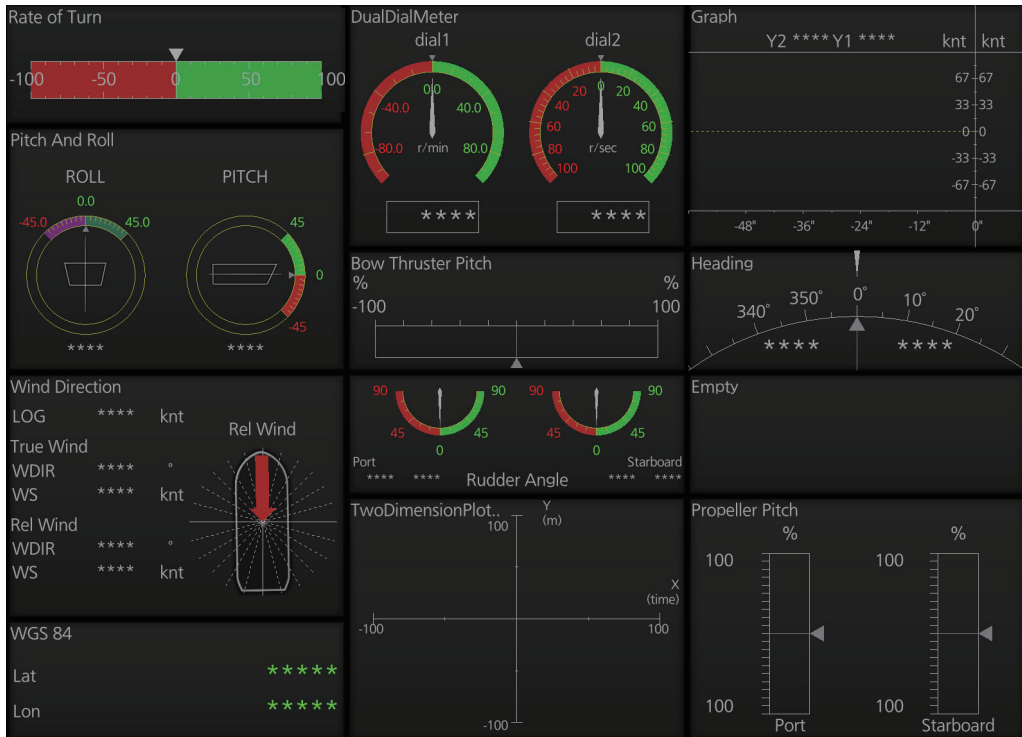 Rate of Turn
-100 -50 0 50 100
Pitch And Roll
ROLL PITCH
0.0
-45.0 45.0
45
0
-45
**** ****
Wind Direction
LOG **** knt
True Wind
WDIR **** °
WS **** knt
Rel Wind
WDIR **** °
WS **** knt
Rel Wind
WGS 84
Lat *****
Lon *****
DualDialMeter
dial1 dial2
0.0
-40.0 40.0
80.0 80.0
r/min
0
20 20
40 40
60 60
80 80
100 100
r/sec
**** ****
Bow Thruster Pitch
% %
-100 100
90 90 90 90
45 45 45 45
0 0
Port Starboard
**** **** **** ****
Rudder Angle
TwoDimensionPlot..
Y
(m)
100
X
(time)
-100 100
-100
Graph
Y2 **** Y1 **** knt knt
67 67
33 33
0 0
-33 -33
-67 -67
-48" -36" -24" -12" 0"
Heading
340° 350° 0° 10° 20°
**** ****
Empty
Propeller Pitch
% %
100 100
100 100
Port Starboard